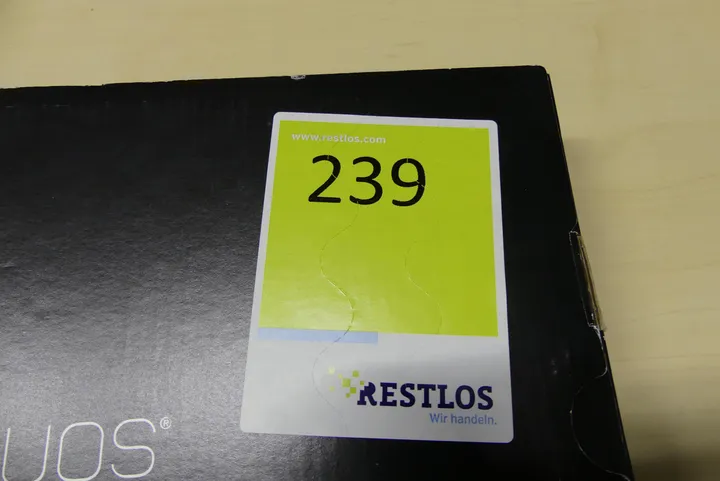 www.restlos.com
239
RESTLOS
Wir handeln.
UOS®